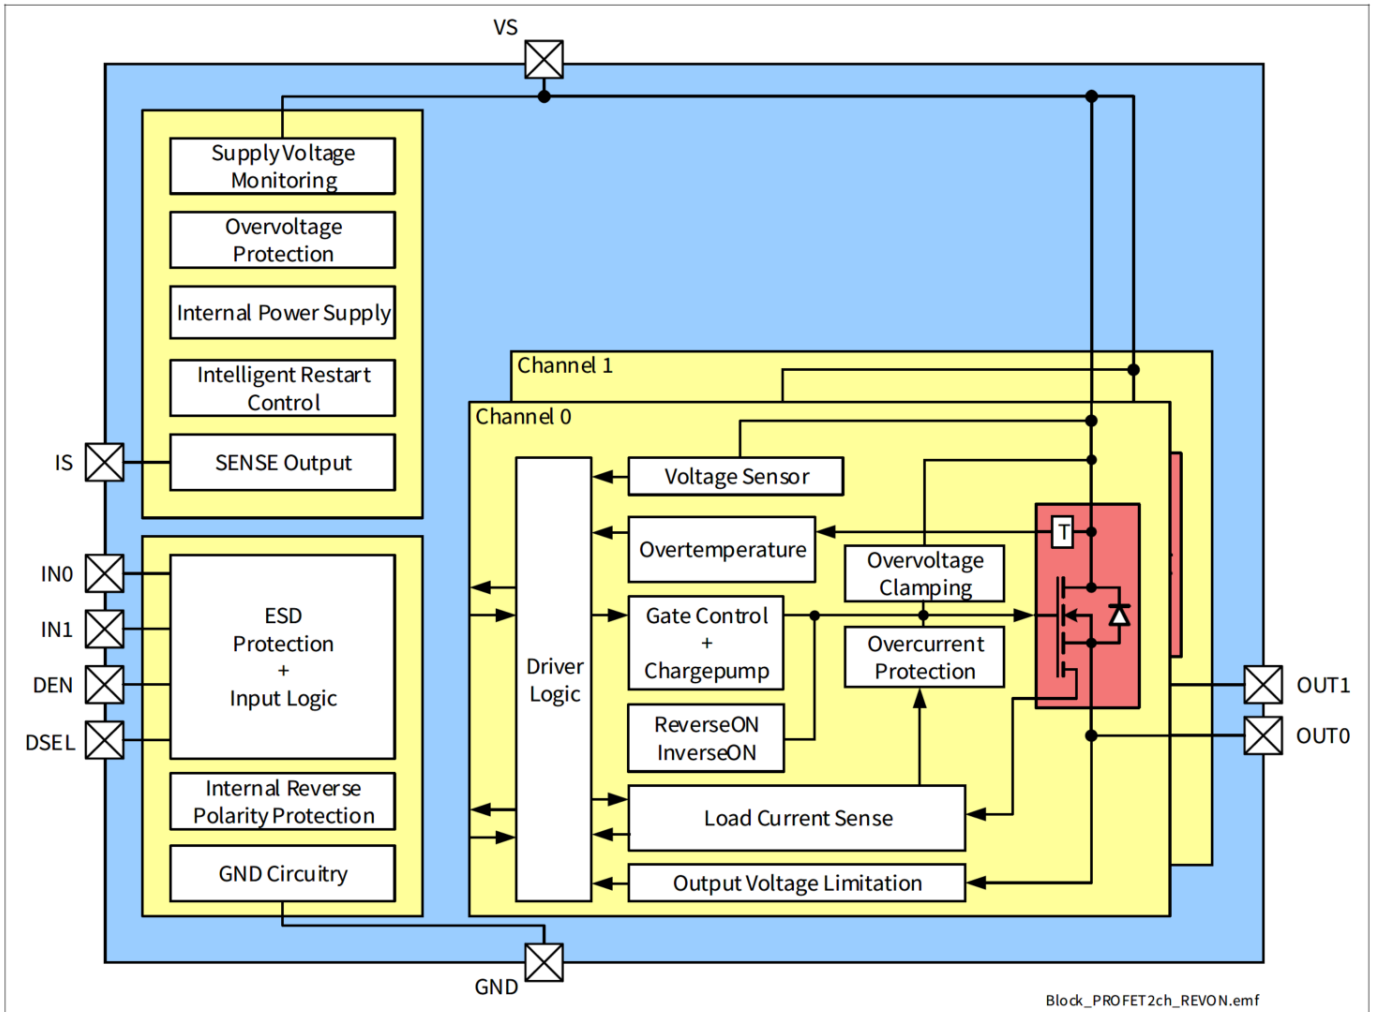 VS
Supply Voltage
Monitoring
Overvoltage
Protection
Internal Power Supply
Intelligent Restart
Control
IS
SENSE Output
IN0
IN1
DEN
DSEL
ESD
Protection
+
Input Logic
Internal Reverse
Polarity Protection
GND Circuitry
GND
Channel 1
Channel 0
Driver
Logic
Voltage Sensor
Overtemperature
T
Overvoltage
Clamping
Gate Control
+
Chargepump
Overcurrent
Protection
ReverseON
InverseON
Load Current Sense
Output Voltage Limitation
OUT1
OUT0
Block_PROFET2ch_REVON.emf